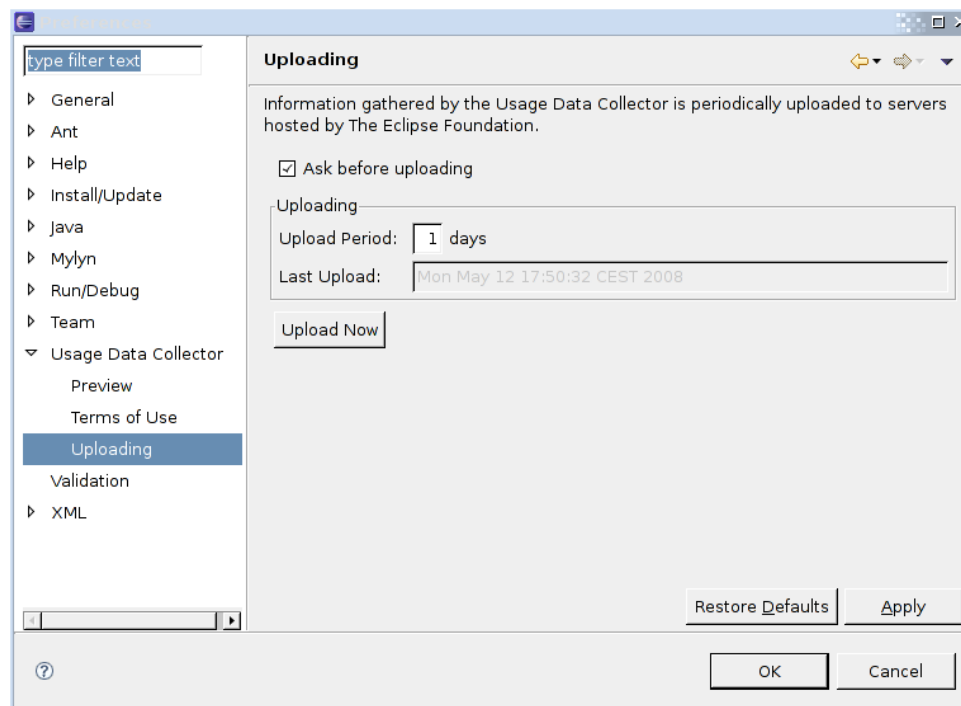 Preferences
type filter text
General
Ant
Help
Install/Update
Java
Mylyn
Run/Debug
Team
Usage Data Collector
Preview
Terms of Use
Uploading
Validation
XML
Uploading
Information gathered by the Usage Data Collector is periodically uploaded to servers
hosted by The Eclipse Foundation.
Ask before uploading
Uploading
Upload Period: 1 days
Last Upload: Mon May 12 17:50:32 CEST 2008
Upload Now
Restore Defaults Apply
OK Cancel